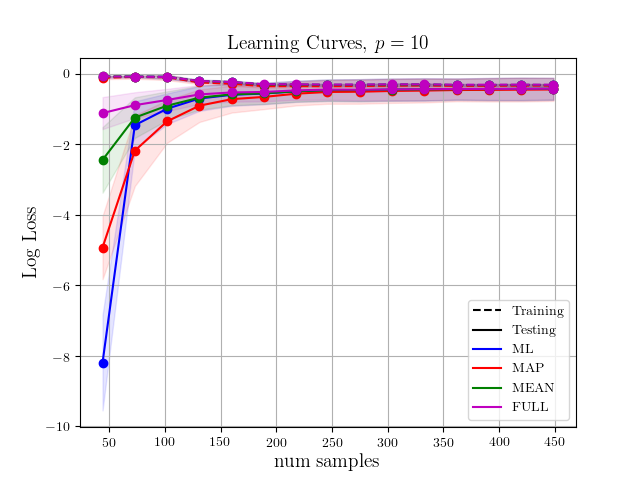 Learning Curves, p = 10
Log Loss
0
−2
−4
−6
−8
−10
50
100
150
200
250
300
350
400
450
num samples
Training
Testing
ML
MAP
MEAN
FULL